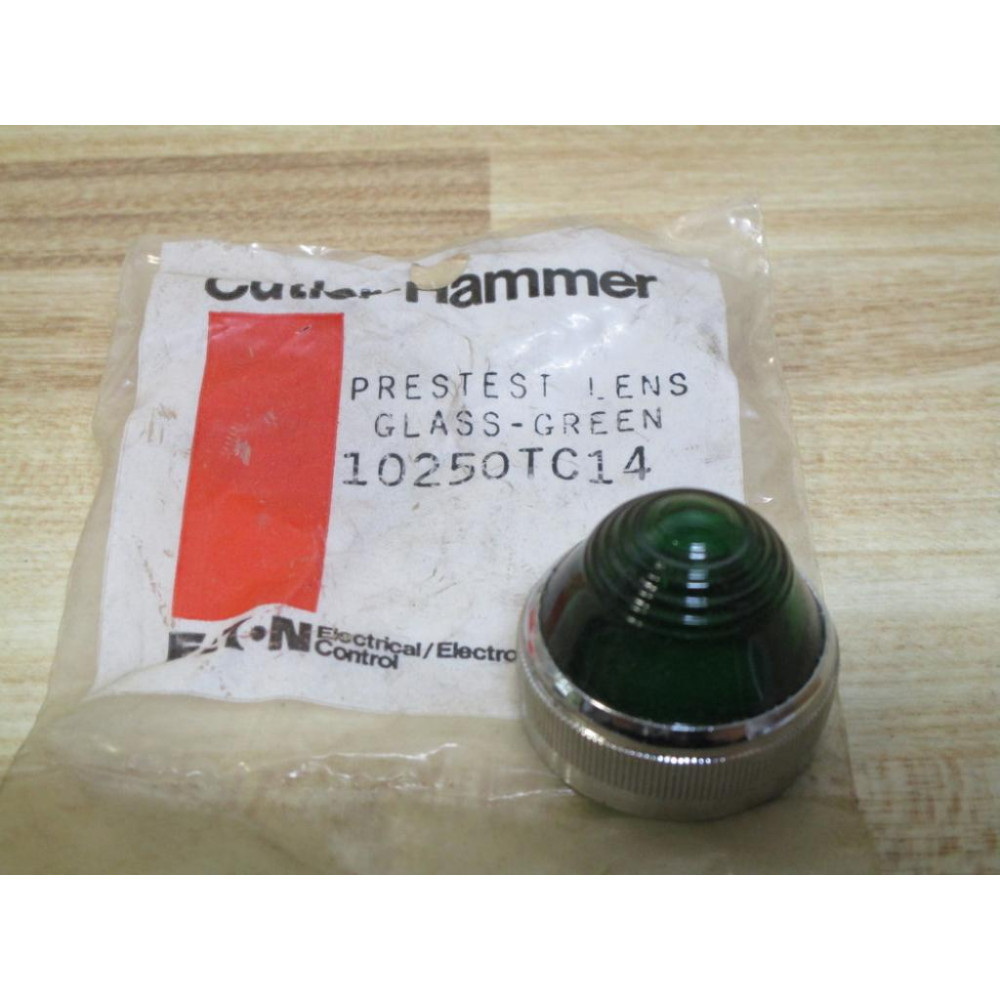 Cutler-Hammer
PRESTEST LENS
GLASS-GREEN
10250TC14
EATON Electrical/Electro
Control